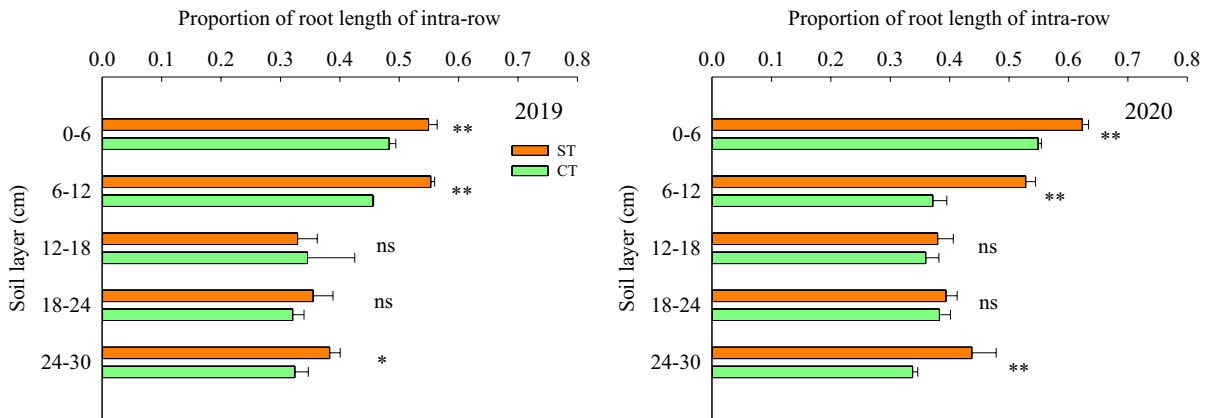 Proportion of root length of intra-row
0.0 0.1 0.2 0.3 0.4 0.5 0.6 0.7 0.8
2019
0-6 **
ST
CT
6-12 **
12-18 ns
18-24 ns
24-30 *
Soil layer (cm)
Proportion of root length of intra-row
0.0 0.1 0.2 0.3 0.4 0.5 0.6 0.7 0.8
2020
0-6 **
6-12 **
12-18 ns
18-24 ns
24-30 **
Soil layer (cm)